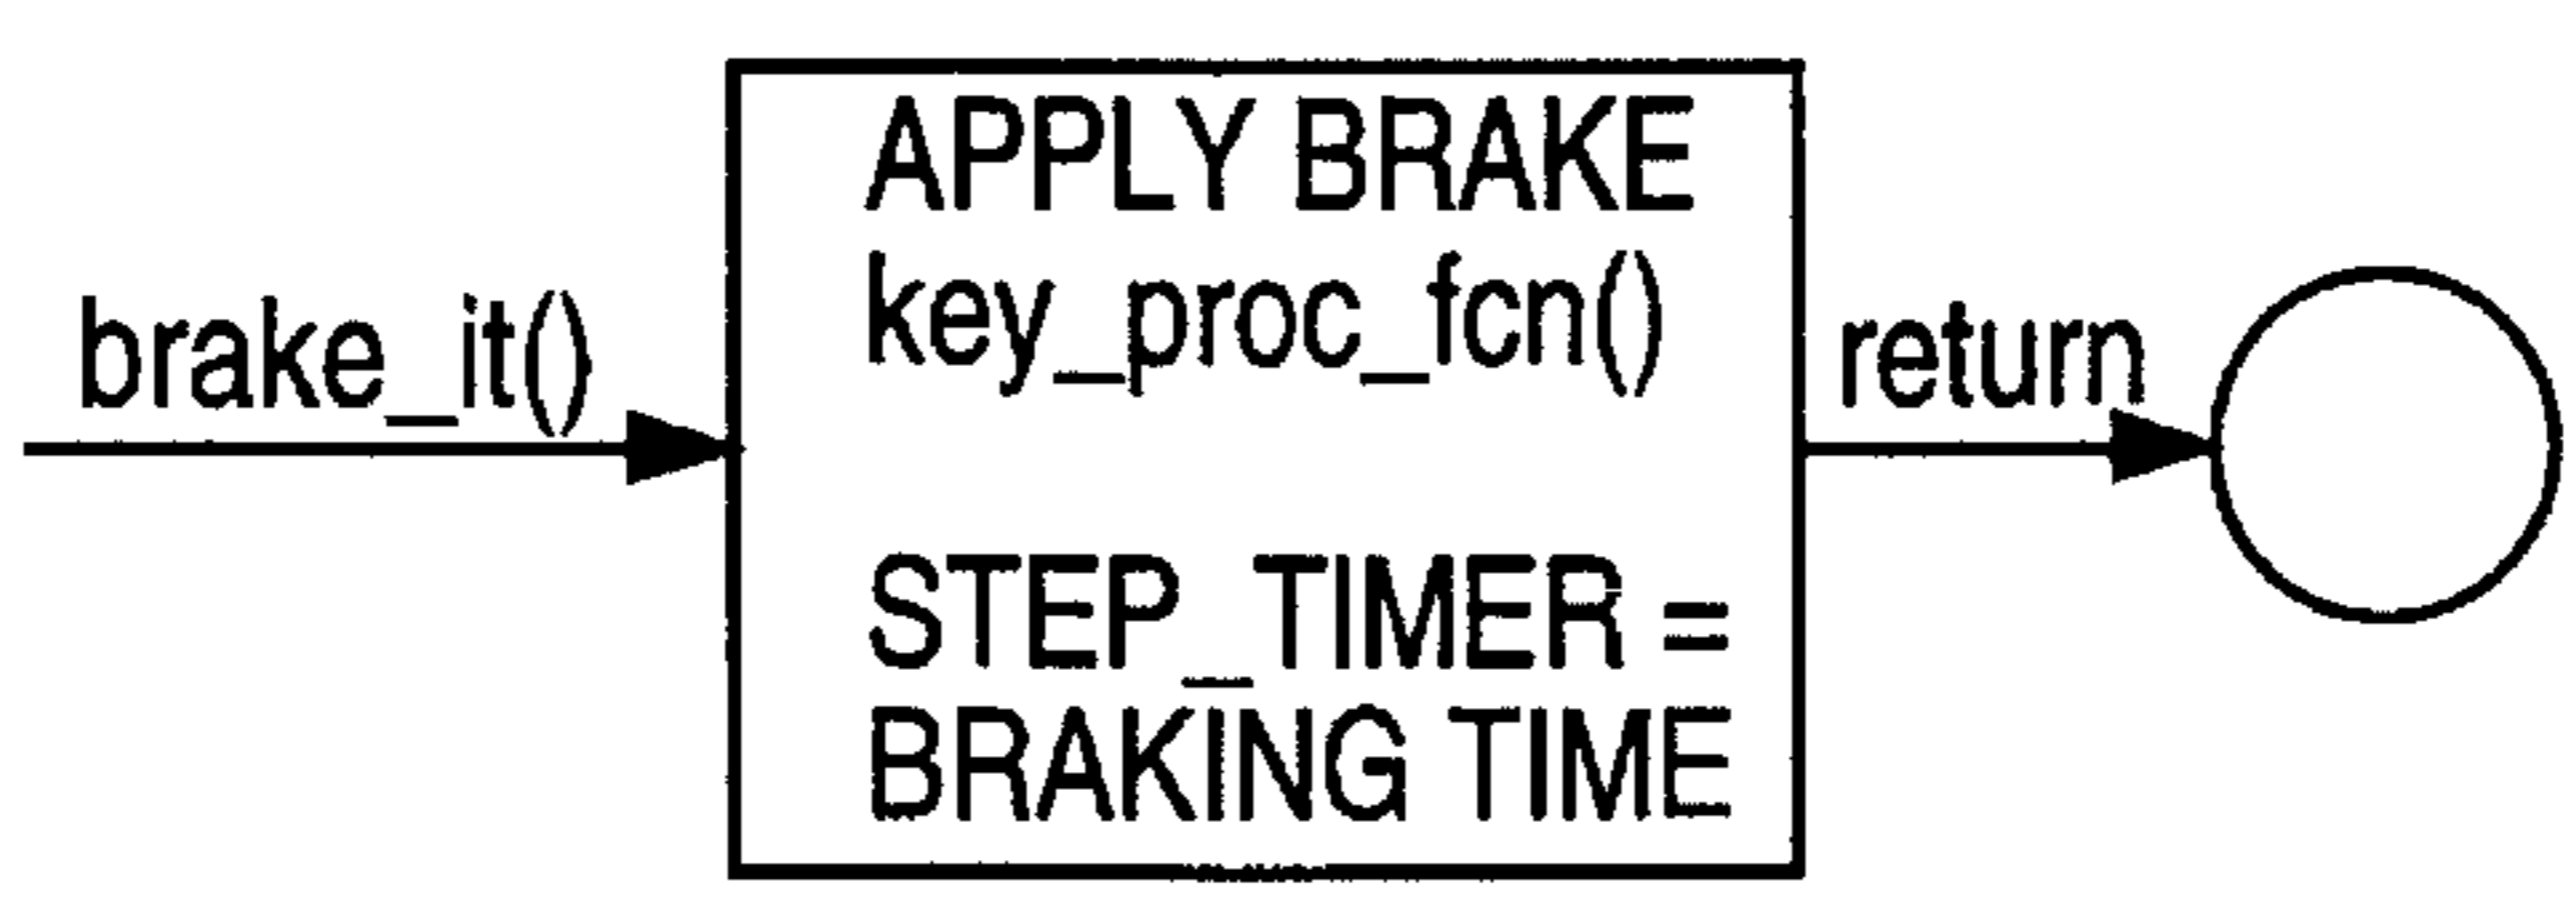 brake_it()
APPLY BRAKE
key_proc_fcn()
STEP_TIMER =
BRAKING TIME
return